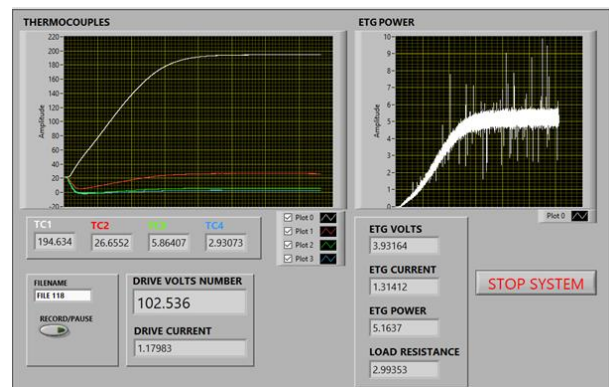 THERMOCOUPLES
220
200
180
160
140
120
100
80
60
40
20
0
-20
Amplitude
TC1
TC2
TC4
194.634
26.6552
5.86407
2.93073
Plot 0
Plot 1
Plot 2
Plot 3
FILENAME
FILE 118
RECORD/PAUSE
DRIVE VOLTS NUMBER
102.536
DRIVE CURRENT
1.17983
ETG POWER
10
9
8
7
6
5
4
3
2
1
0
Amplitude
Plot 0
ETG VOLTS
3.93164
ETG CURRENT
1.31412
ETG POWER
5.1637
LOAD RESISTANCE
2.99353
STOP SYSTEM